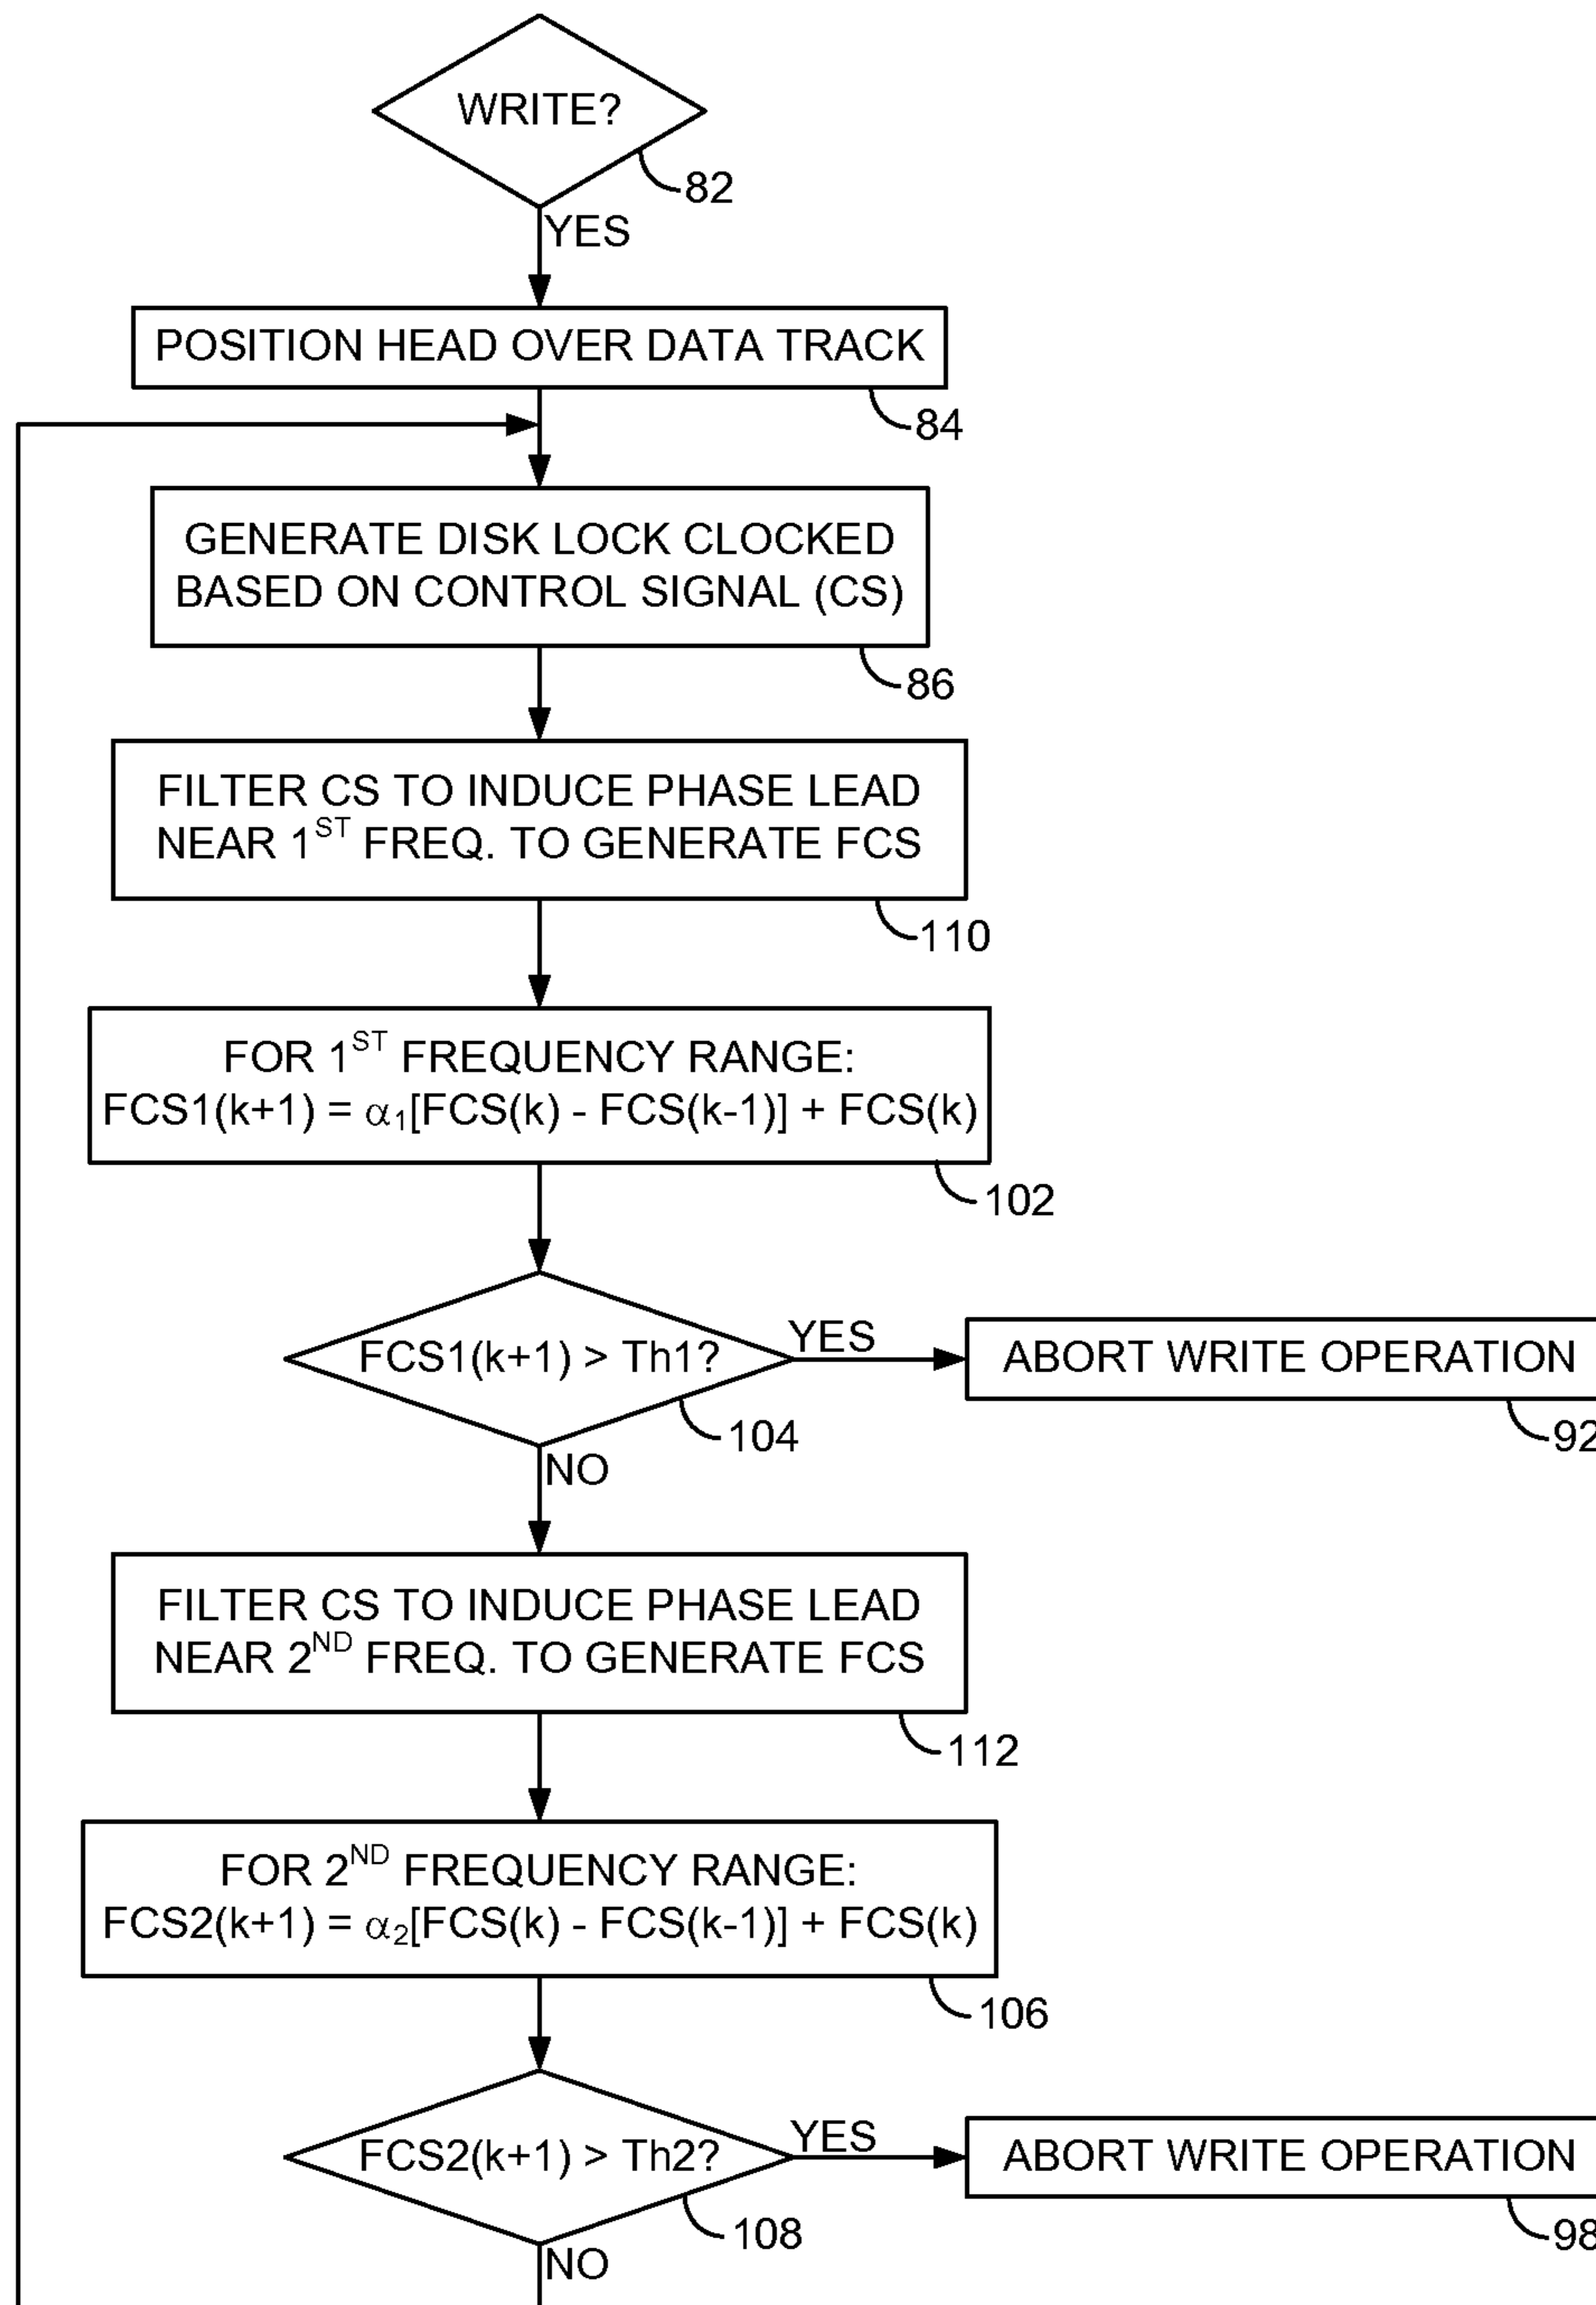 WRITE?
82
YES
POSITION HEAD OVER DATA TRACK
84
GENERATE DISK LOCK CLOCKED
BASED ON CONTROL SIGNAL (CS)
86
FILTER CS TO INDUCE PHASE LEAD
NEAR 1ST FREQ. TO GENERATE FCS
110
FOR 1ST FREQUENCY RANGE:
FCS1(k+1) = α1[FCS(k) - FCS(k-1)] + FCS(k)
102
FCS1(k+1) > Th1?
YES
ABORT WRITE OPERATION
104
92
NO
FILTER CS TO INDUCE PHASE LEAD
NEAR 2ND FREQ. TO GENERATE FCS
112
FOR 2ND FREQUENCY RANGE:
FCS2(k+1) = α2[FCS(k) - FCS(k-1)] + FCS(k)
106
FCS2(k+1) > Th2?
YES
ABORT WRITE OPERATION
108
98
NO